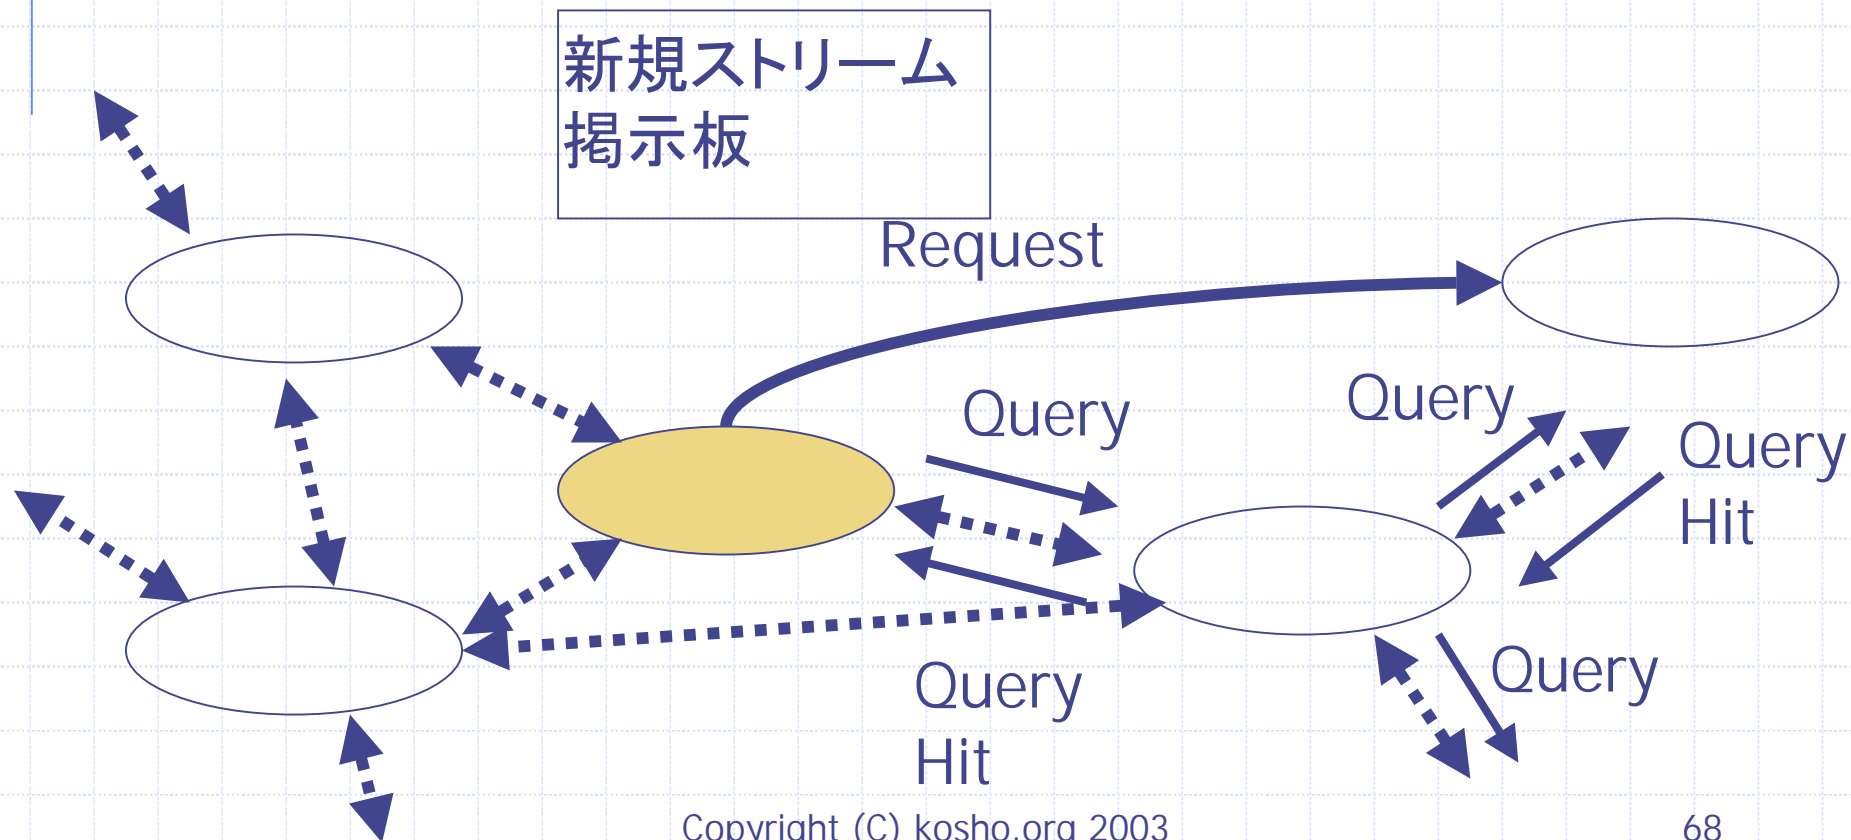 新規ストリーム
掲示板
Request
Query
Query
Query
Hit
Query
Query
Hit
Copyright (C) kosho.org 2003
68